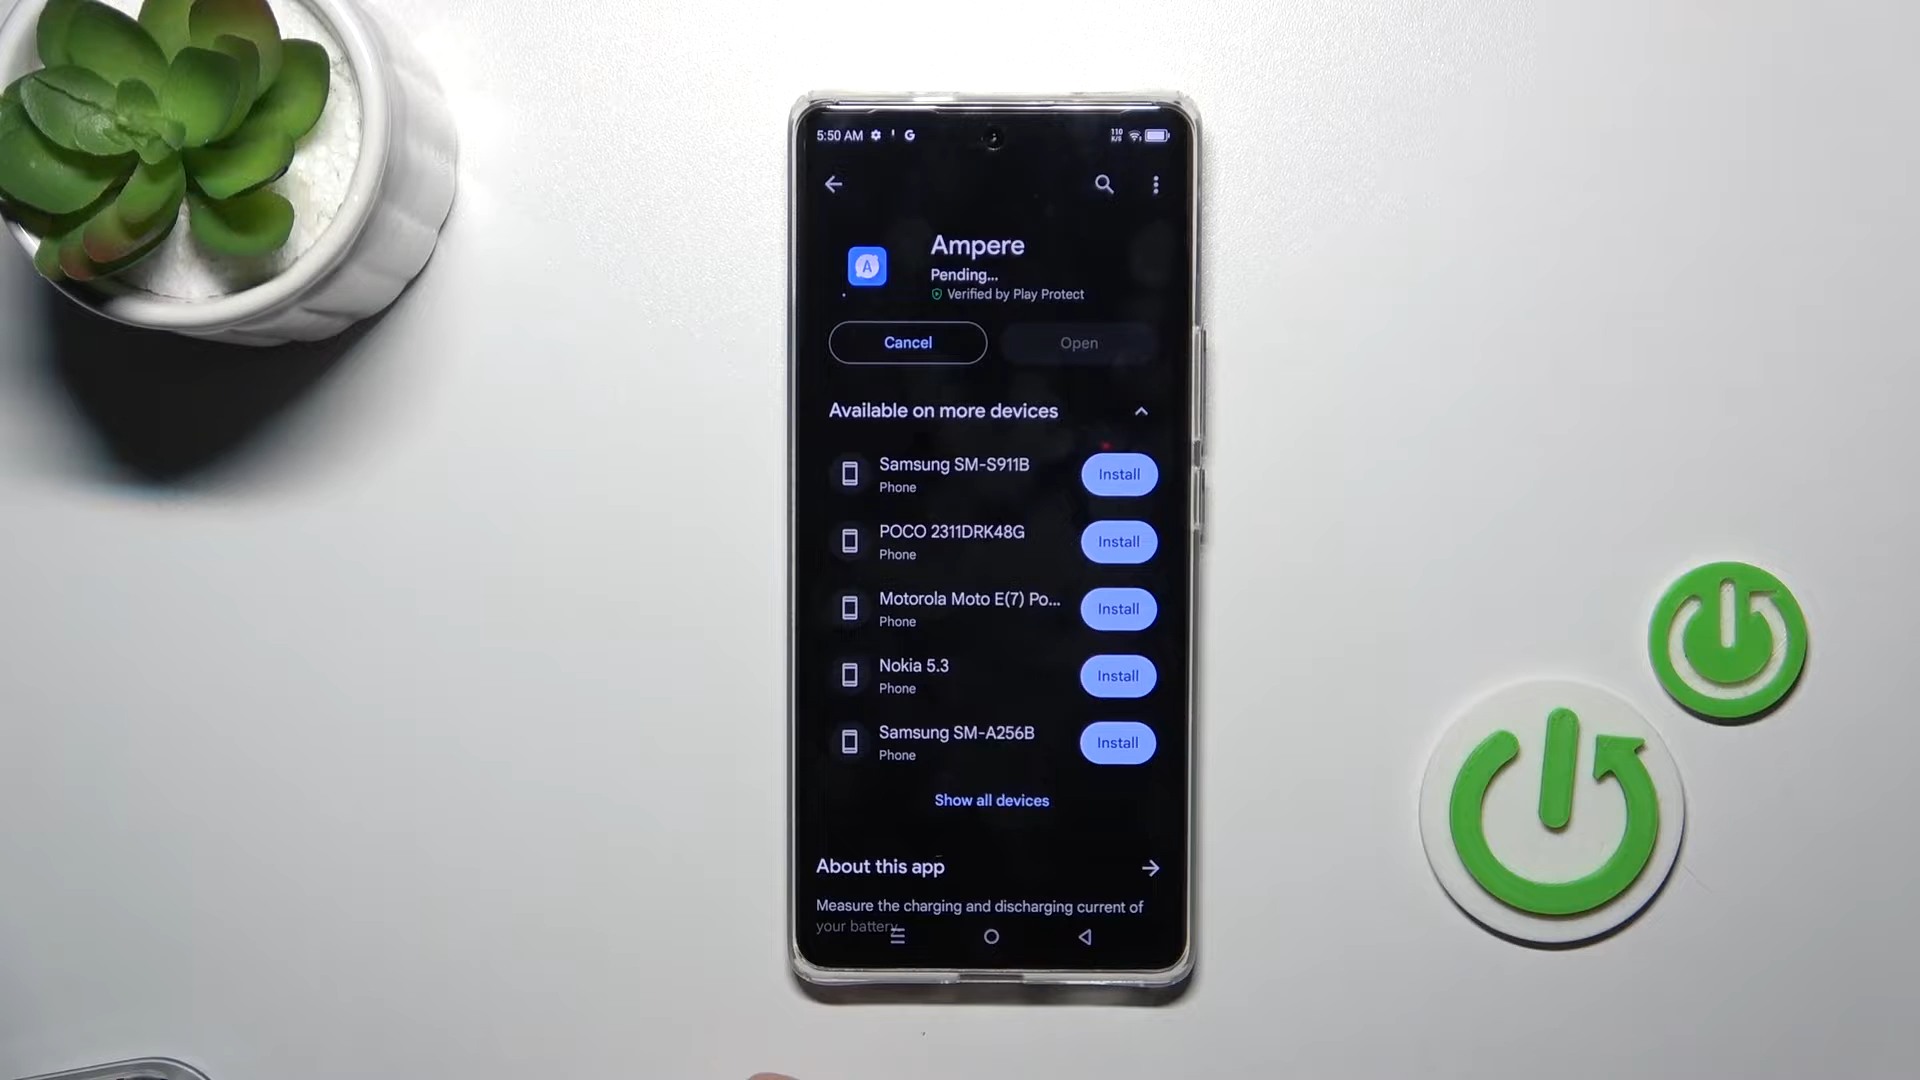 5:50 AM G 110 K/S
Ampere
A
Pending...
Verified by Play Protect
Cancel
Open
Available on more devices
Samsung SM-S911B
Phone
Install
POCO 2311DRK48G
Phone
Install
Motorola Moto E(7) Po...
Phone
Install
Nokia 5.3
Phone
Install
Samsung SM-A256B
Phone
Install
Show all devices
About this app
Measure the charging and discharging current of
your battery.